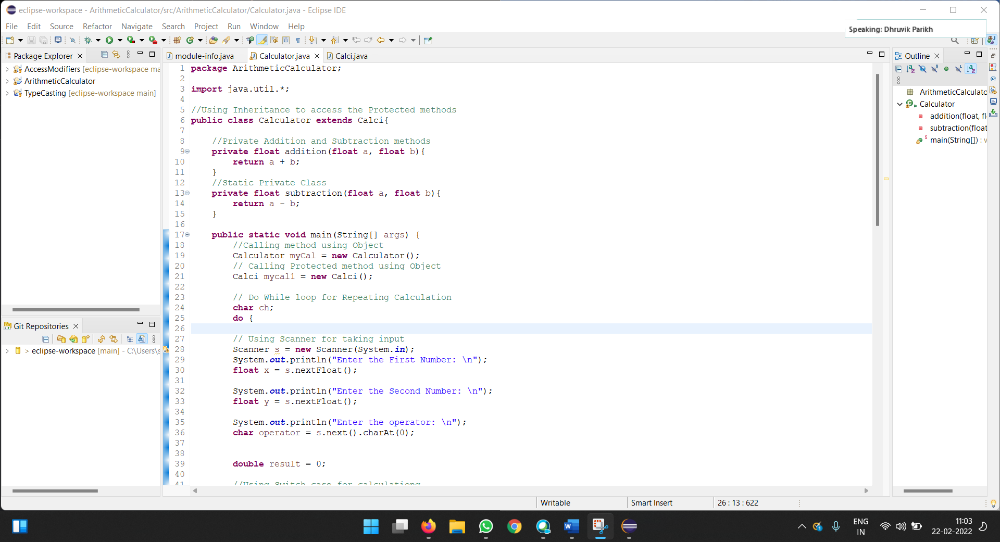 eclipse-workspace - ArithmeticCalculator/src/ArithmeticCalculator/Calculator.java - Eclipse IDE
File Edit Source Refactor Navigate Search Project Run Window Help
Speaking: Dhruvik Parikh
Package Explorer
AccessModifiers [eclipse-workspace ma
ArithmeticCalculator
TypeCasting [eclipse-workspace main]
Git Repositories
> eclipse-workspace [main] - C:\Users\s
module-info.java Calculator.java Calci.java
1 package ArithmeticCalculator;
2
3 import java.util.*;
4
5 //Using Inheritance to access the Protected methods
6 public class Calculator extends Calci{
7
8 //Private Addition and Subtraction methods
9 private float addition(float a, float b){
10 return a + b;
11 }
12 //Static Private Class
13 private float subtraction(float a, float b){
14 return a - b;
15 }
16
17 public static void main(String[] args) {
18 //Calling method using Object
19 Calculator myCal = new Calculator();
20 // Calling Protected method using Object
21 Calci mycal1 = new Calci();
22
23 // Do While loop for Repeating Calculation
24 char ch;
25 do {
26
27 // Using Scanner for taking input
28 Scanner s = new Scanner(System.in);
29 System.out.println("Enter the First Number: \n");
30 float x = s.nextFloat();
31
32 System.out.println("Enter the Second Number: \n");
33 float y = s.nextFloat();
34
35 System.out.println("Enter the operator: \n");
36 char operator = s.next().charAt(0);
37
38
39 double result = 0;
40
41 //Using Switch case for calculationg
Outline
ArithmeticCalculato
Calculator
addition(float, fl
subtraction(float
main(String[]) : v
Writable Smart Insert 26 : 13 : 622
ENG
IN
11:03
22-02-2022